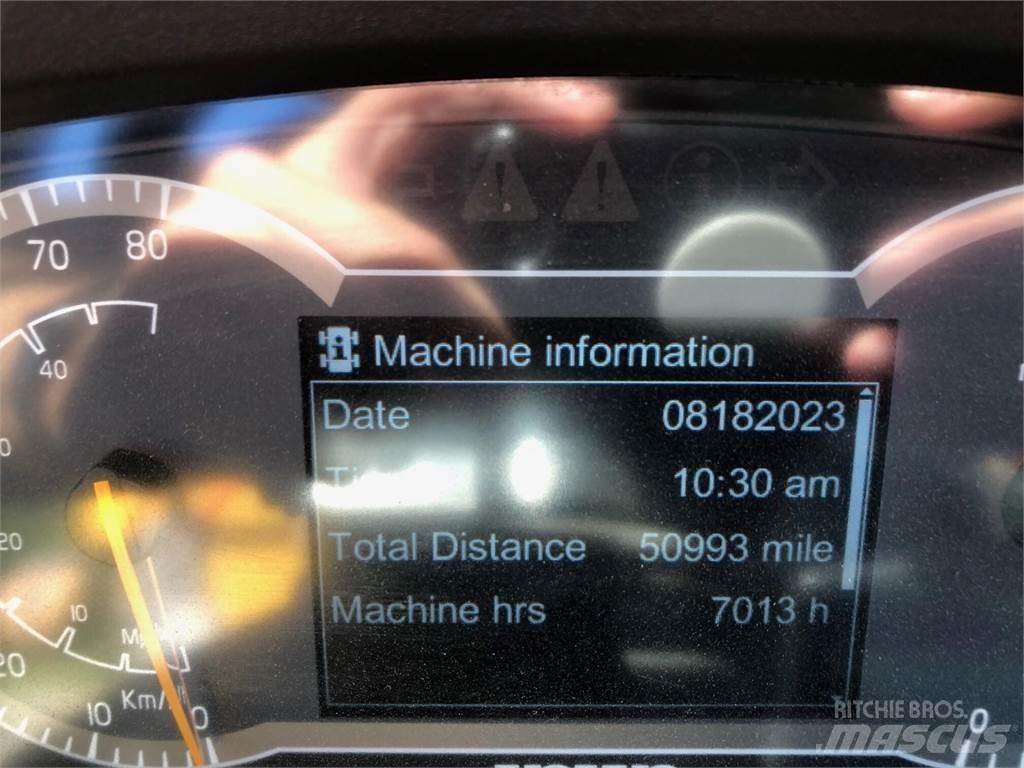 70 80
40
Machine information
Date 08182023
10:30 am
Total Distance 50993 mile
20
Machine hrs 7013 h
10
20
Km/
10 0
0
RITCHIE BROS.
MASCUS